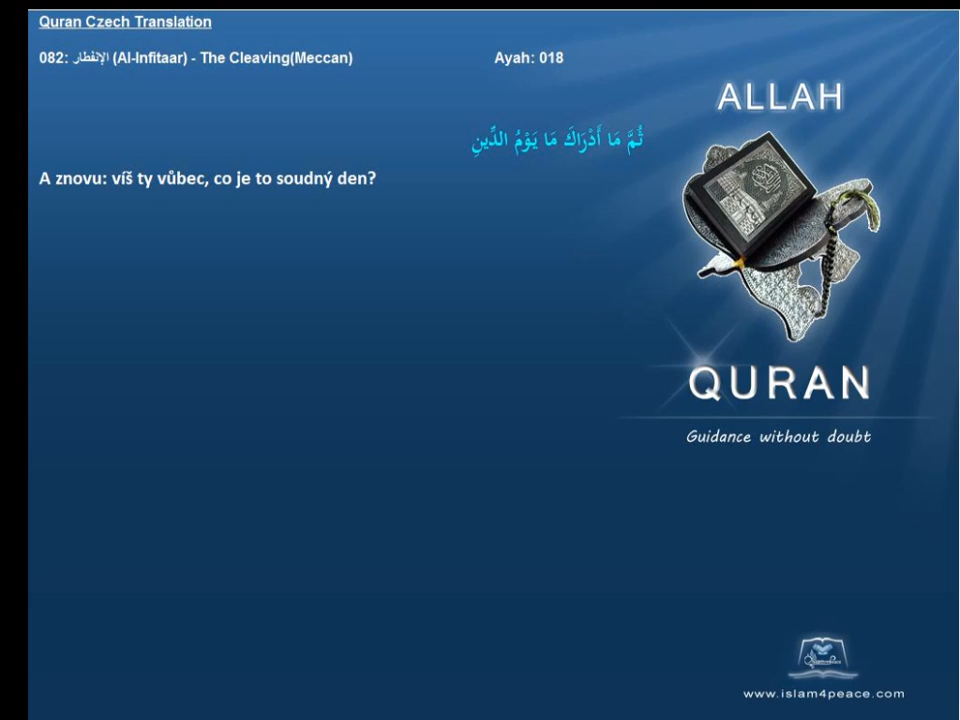 Quran Czech Translation
082: الإنفطار (Al-Infitaar) - The Cleaving(Meccan) Ayah: 018
ALLAH
ثُمَّ مَا أَدْرَاكَ مَا يَوْمُ الدِّينِ
A znovu: víš ty vůbec, co je to soudný den?
QURAN
Guidance without doubt
www.islam4peace.com